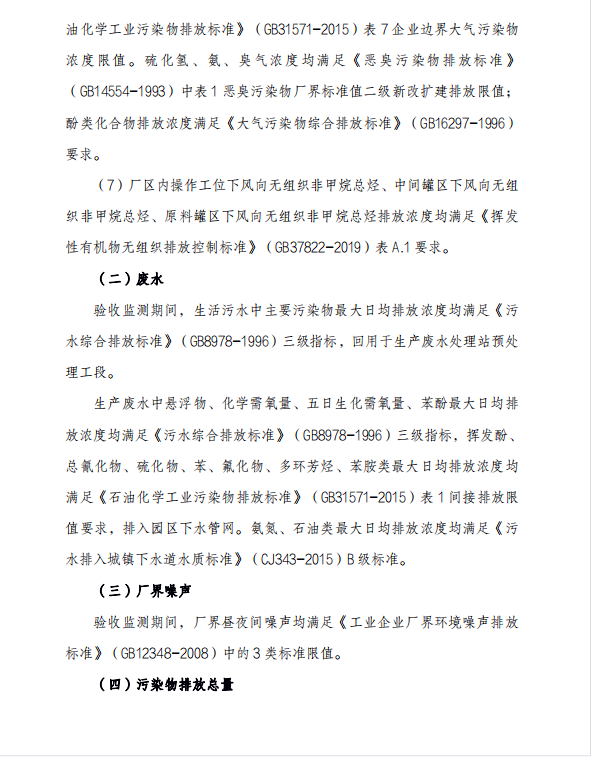 油化学工业污染物排放标准》（GB31571-2015）表 7 企业边界大气污染物
浓度限值。硫化氢、氨、臭气浓度均满足《恶臭污染物排放标准》
（GB14554-1993）中表 1 恶臭污染物厂界标准值二级新改扩建排放限值；
酚类化合物排放浓度满足《大气污染物综合排放标准》（GB16297-1996）
要求。
（7）厂区内操作工位下风向无组织非甲烷总烃、中间罐区下风向无组
织非甲烷总烃、原料罐区下风向无组织非甲烷总烃排放浓度均满足《挥发
性有机物无组织排放控制标准》（GB37822-2019）表 A.1 要求。
（二）废水
验收监测期间，生活污水中主要污染物最大日均排放浓度均满足《污
水综合排放标准》（GB8978-1996）三级指标，回用于生产废水处理站预处
理工段。
生产废水中悬浮物、化学需氧量、五日生化需氧量、苯酚最大日均排
放浓度均满足《污水综合排放标准》（GB8978-1996）三级指标，挥发酚、
总氰化物、硫化物、苯、氟化物、多环芳烃、苯胺类最大日均排放浓度均
满足《石油化学工业污染物排放标准》（GB31571-2015）表 1 间接排放限
值要求，排入园区下水管网。氨氮、石油类最大日均排放浓度均满足《污
水排入城镇下水道水质标准》（CJ343-2015）B 级标准。
（三）厂界噪声
验收监测期间，厂界昼夜间噪声均满足《工业企业厂界环境噪声排放
标准》（GB12348-2008）中的 3 类标准限值。
（四）污染物排放总量